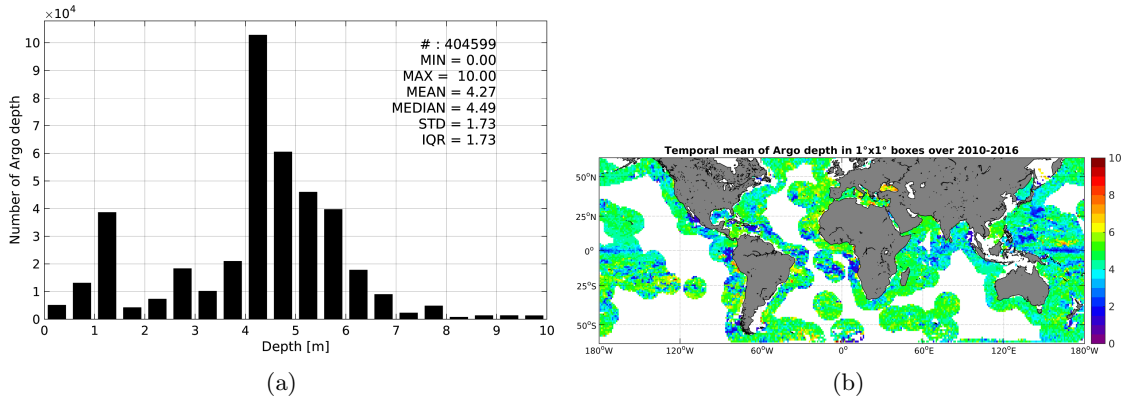 ×10⁴
10
9
8
7
6
5
4
3
2
1
0
Number of Argo depth
# : 404599
MIN = 0.00
MAX = 10.00
MEAN = 4.27
MEDIAN = 4.49
STD = 1.73
IQR = 1.73
0 1 2 3 4 5 6 7 8 9 10
Depth [m]
(a)
Temporal mean of Argo depth in 1°x1° boxes over 2010-2016
50°N
25°N
0°
25°S
50°S
180°W 120°W 60°W 0° 60°E 120°E 180°W
10
8
6
4
2
0
(b)